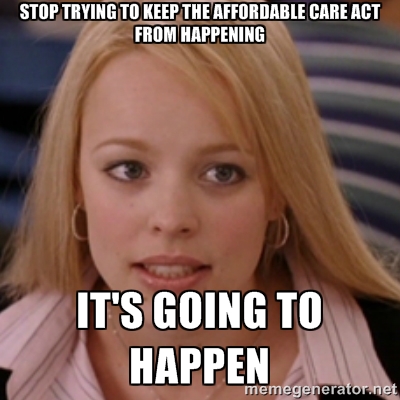 STOP TRYING TO KEEP THE AFFORDABLE CARE ACT
FROM HAPPENING
IT'S GOING TO
HAPPEN
memegenerator.net